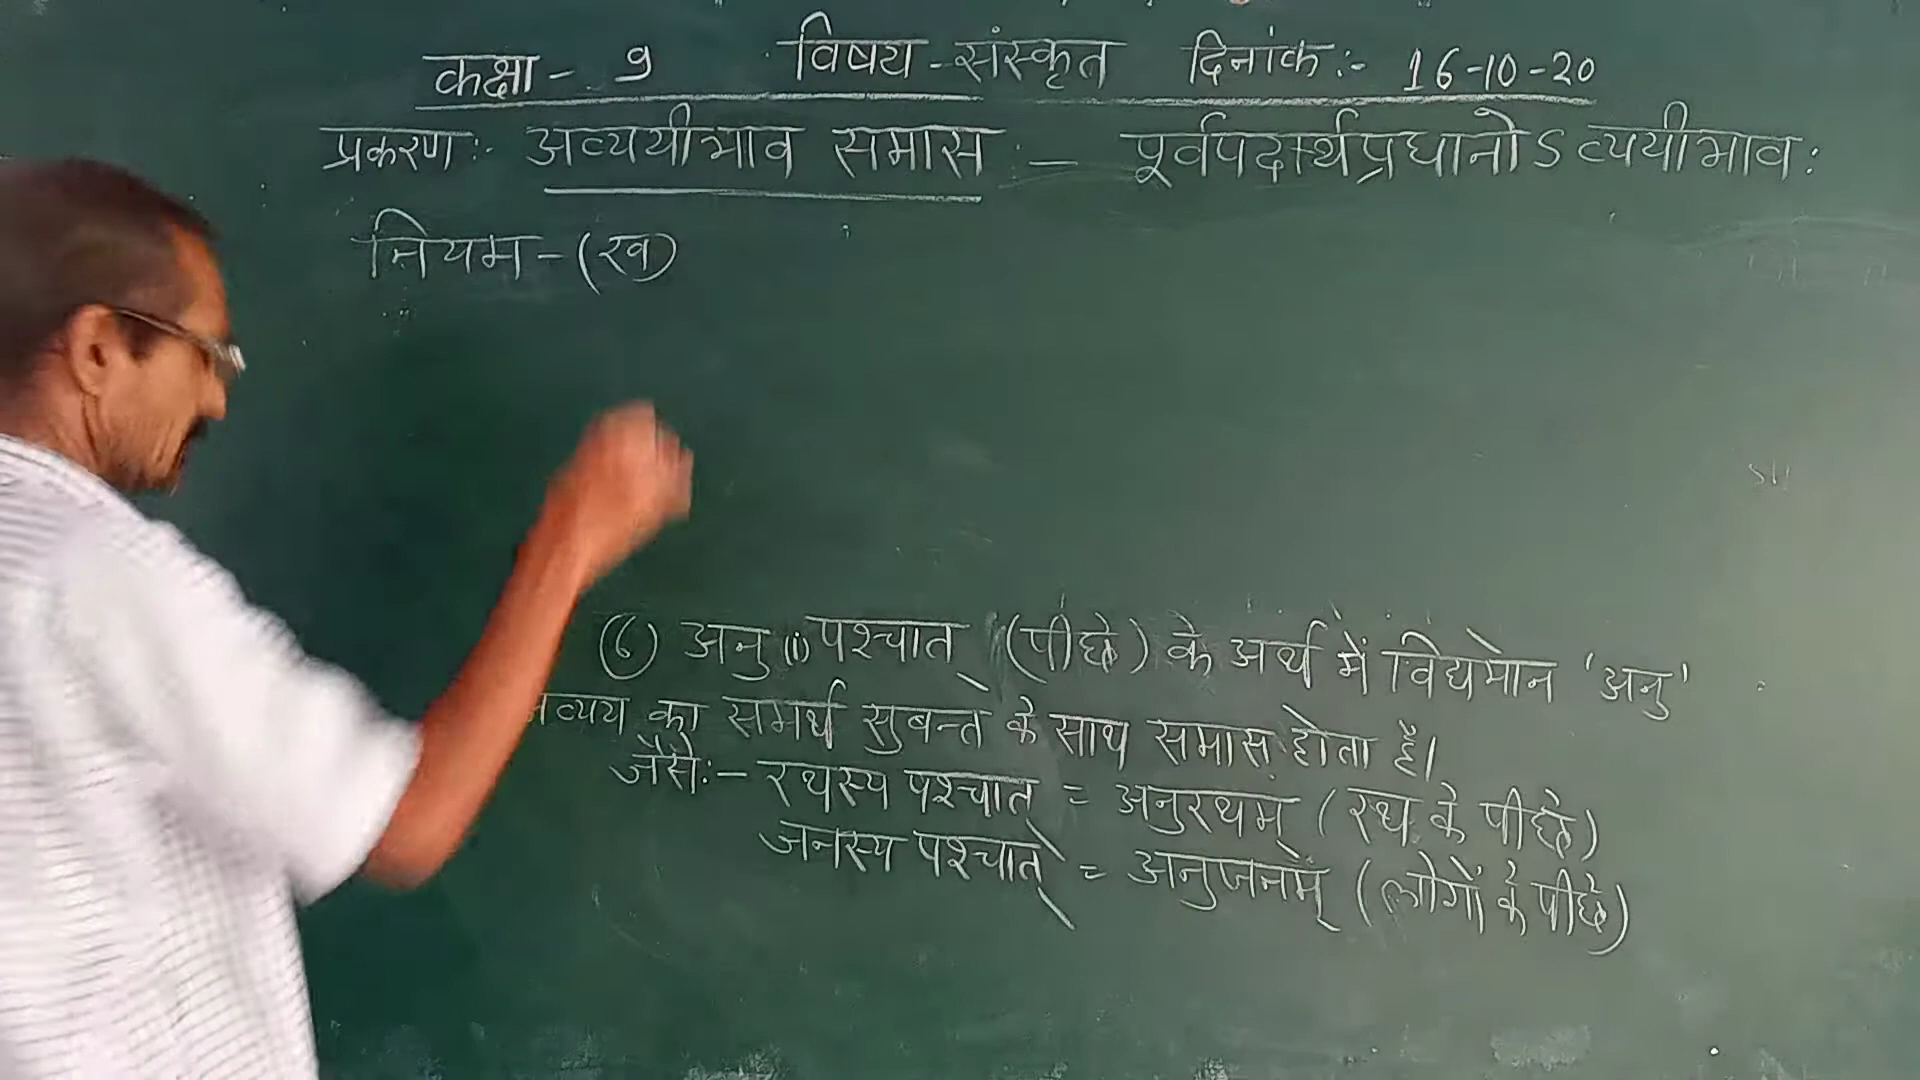 कक्षा - 9 विषय - संस्कृत दिनांक:- 16-10-20
प्रकरण:- अव्ययीभाव समास - पूर्वपदार्थप्रधानोऽव्ययीभाव:
नियम - (ख)
(6) अनु (i) पश्चात् (पीछे) के अर्थ में विद्यमान 'अनु'
अव्यय का समर्थ सुबन्त के साथ समास होता है।
जैसे:- रथस्य पश्चात् = अनुरथम् (रथ के पीछे)
जनस्य पश्चात् = अनुजनम् (लोगों के पीछे)